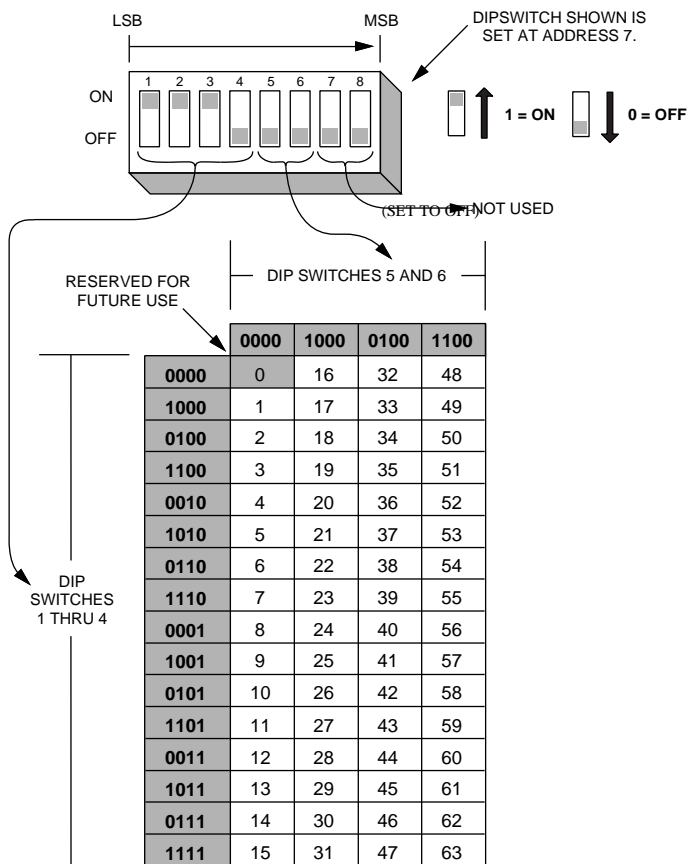 LSB MSB
DIPSWITCH SHOWN IS
SET AT ADDRESS 7.
1 2 3 4 5 6 7 8
ON
OFF
1 = ON 0 = OFF
(SET TO OFF) NOT USED
DIP SWITCHES 5 AND 6
RESERVED FOR
FUTURE USE
0000 1000 0100 1100
0000 0 16 32 48
1000 1 17 33 49
0100 2 18 34 50
1100 3 19 35 51
0010 4 20 36 52
1010 5 21 37 53
0110 6 22 38 54
1110 7 23 39 55
0001 8 24 40 56
1001 9 25 41 57
0101 10 26 42 58
1101 11 27 43 59
0011 12 28 44 60
1011 13 29 45 61
0111 14 30 46 62
1111 15 31 47 63
DIP
SWITCHES
1 THRU 4